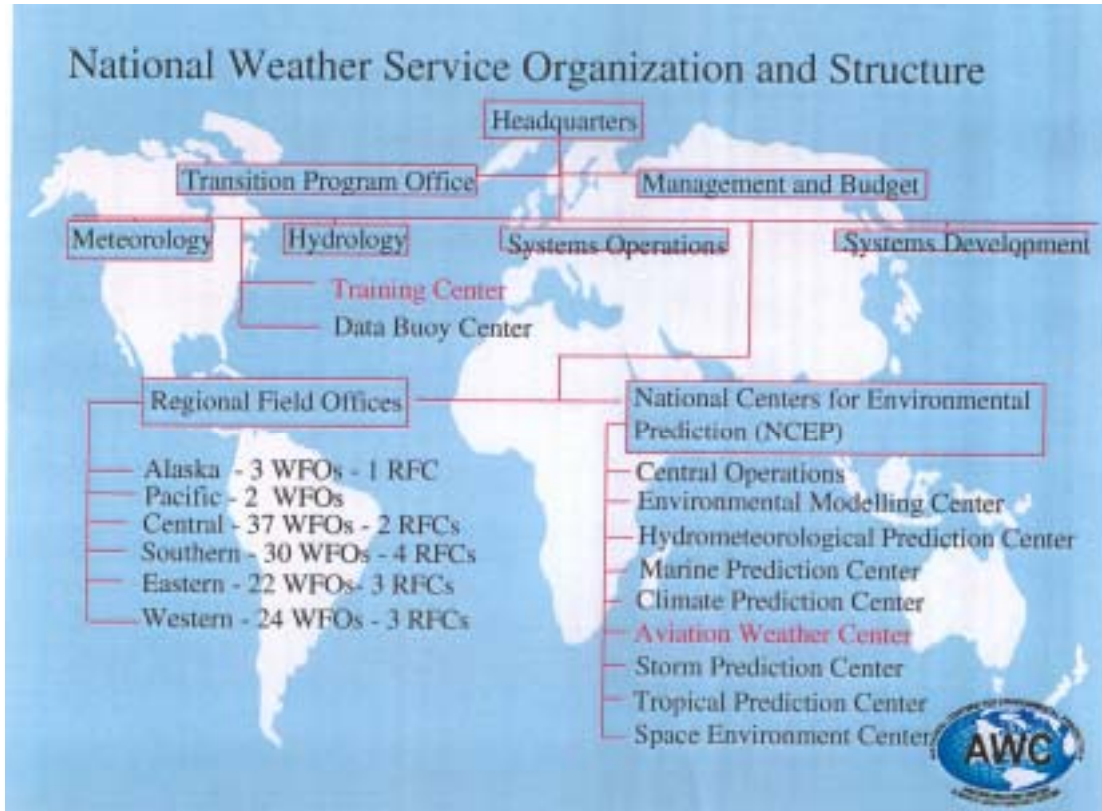 National Weather Service Organization and Structure
Headquarters
Transition Program Office
Management and Budget
Meteorology
Hydrology
Systems Operations
Systems Development
Training Center
Data Buoy Center
Regional Field Offices
Alaska - 3 WFOs - 1 RFC
Pacific - 2 WFOs
Central - 37 WFOs - 2 RFCs
Southern - 30 WFOs - 4 RFCs
Eastern - 22 WFOs- 3 RFCs
Western - 24 WFOs - 3 RFCs
National Centers for Environmental
Prediction (NCEP)
Central Operations
Environmental Modelling Center
Hydrometeorological Prediction Center
Marine Prediction Center
Climate Prediction Center
Aviation Weather Center
Storm Prediction Center
Tropical Prediction Center
Space Environment Center
AWC